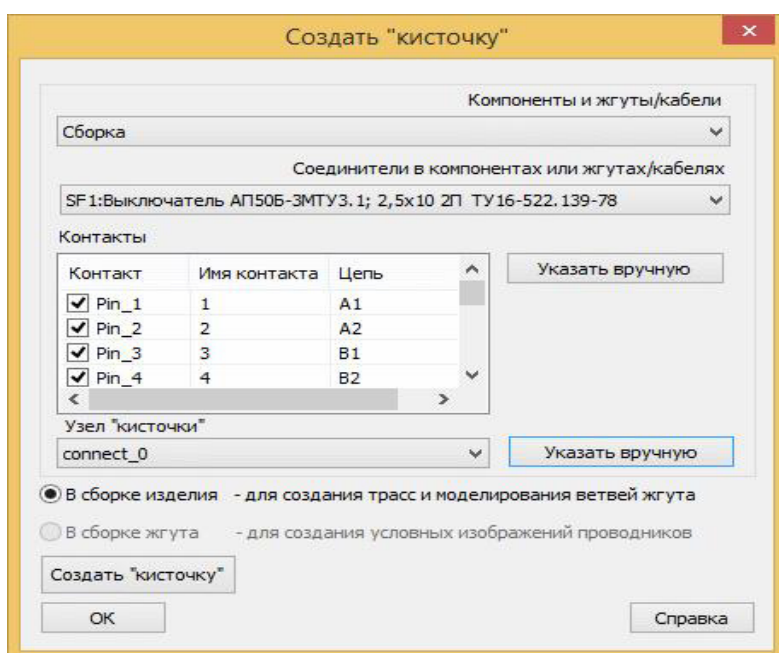 Создать "кисточку"
Компоненты и жгуты/кабели
Сборка
Соединители в компонентах или жгутах/кабелях
SF1:Выключатель АП50Б-3МТУ3.1; 2,5x10 2П ТУ16-522.139-78
Контакты
Контакт Имя контакта Цепь
Указать вручную
Pin_1 1 A1
Pin_2 2 A2
Pin_3 3 B1
Pin_4 4 B2
Узел "кисточки"
connect_0
Указать вручную
В сборке изделия - для создания трасс и моделирования ветвей жгута
В сборке жгута - для создания условных изображений проводников
Создать "кисточку"
OK
Справка